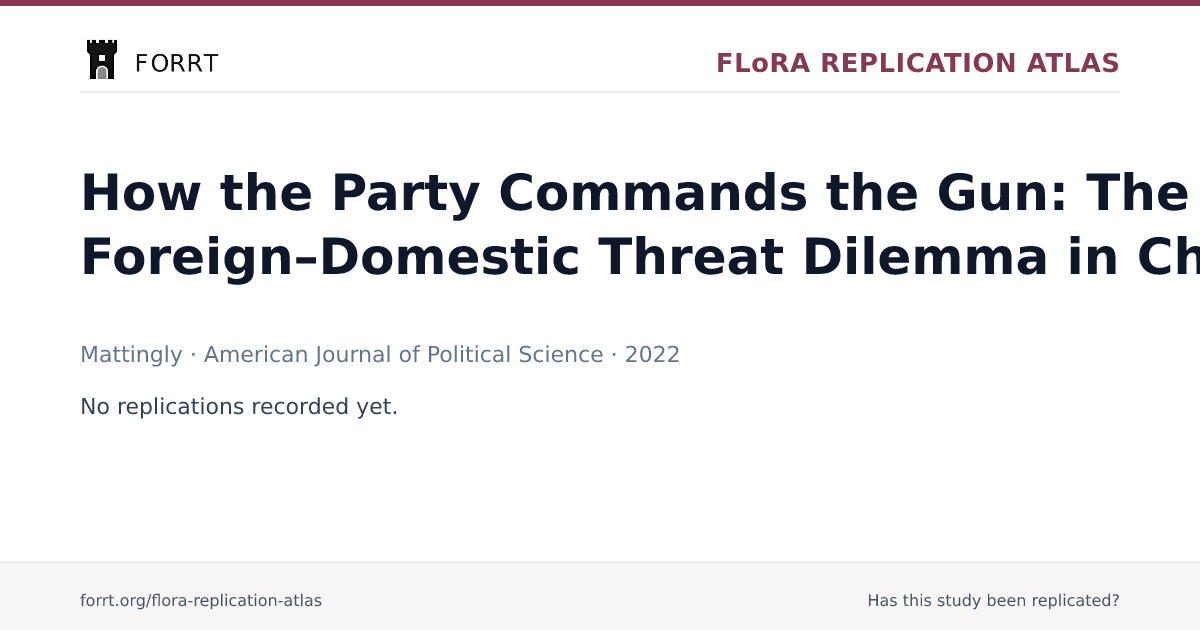 FORRT
FLoRA REPLICATION ATLAS
How the Party Commands the Gun: The
Foreign–Domestic Threat Dilemma in Ch
Mattingly · American Journal of Political Science · 2022
No replications recorded yet.
forrt.org/flora-replication-atlas
Has this study been replicated?